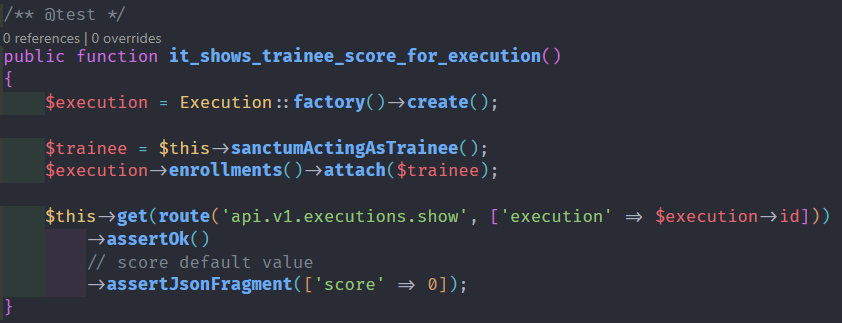 /** @test */
0 references | 0 overrides
public function it_shows_trainee_score_for_execution()
{
$execution = Execution::factory()->create();
$trainee = $this->sanctumActingAsTrainee();
$execution->enrollments()->attach($trainee);
$this->get(route('api.v1.executions.show', ['execution' => $execution->id]))
->assertOk()
// score default value
->assertJsonFragment(['score' => 0]);
}